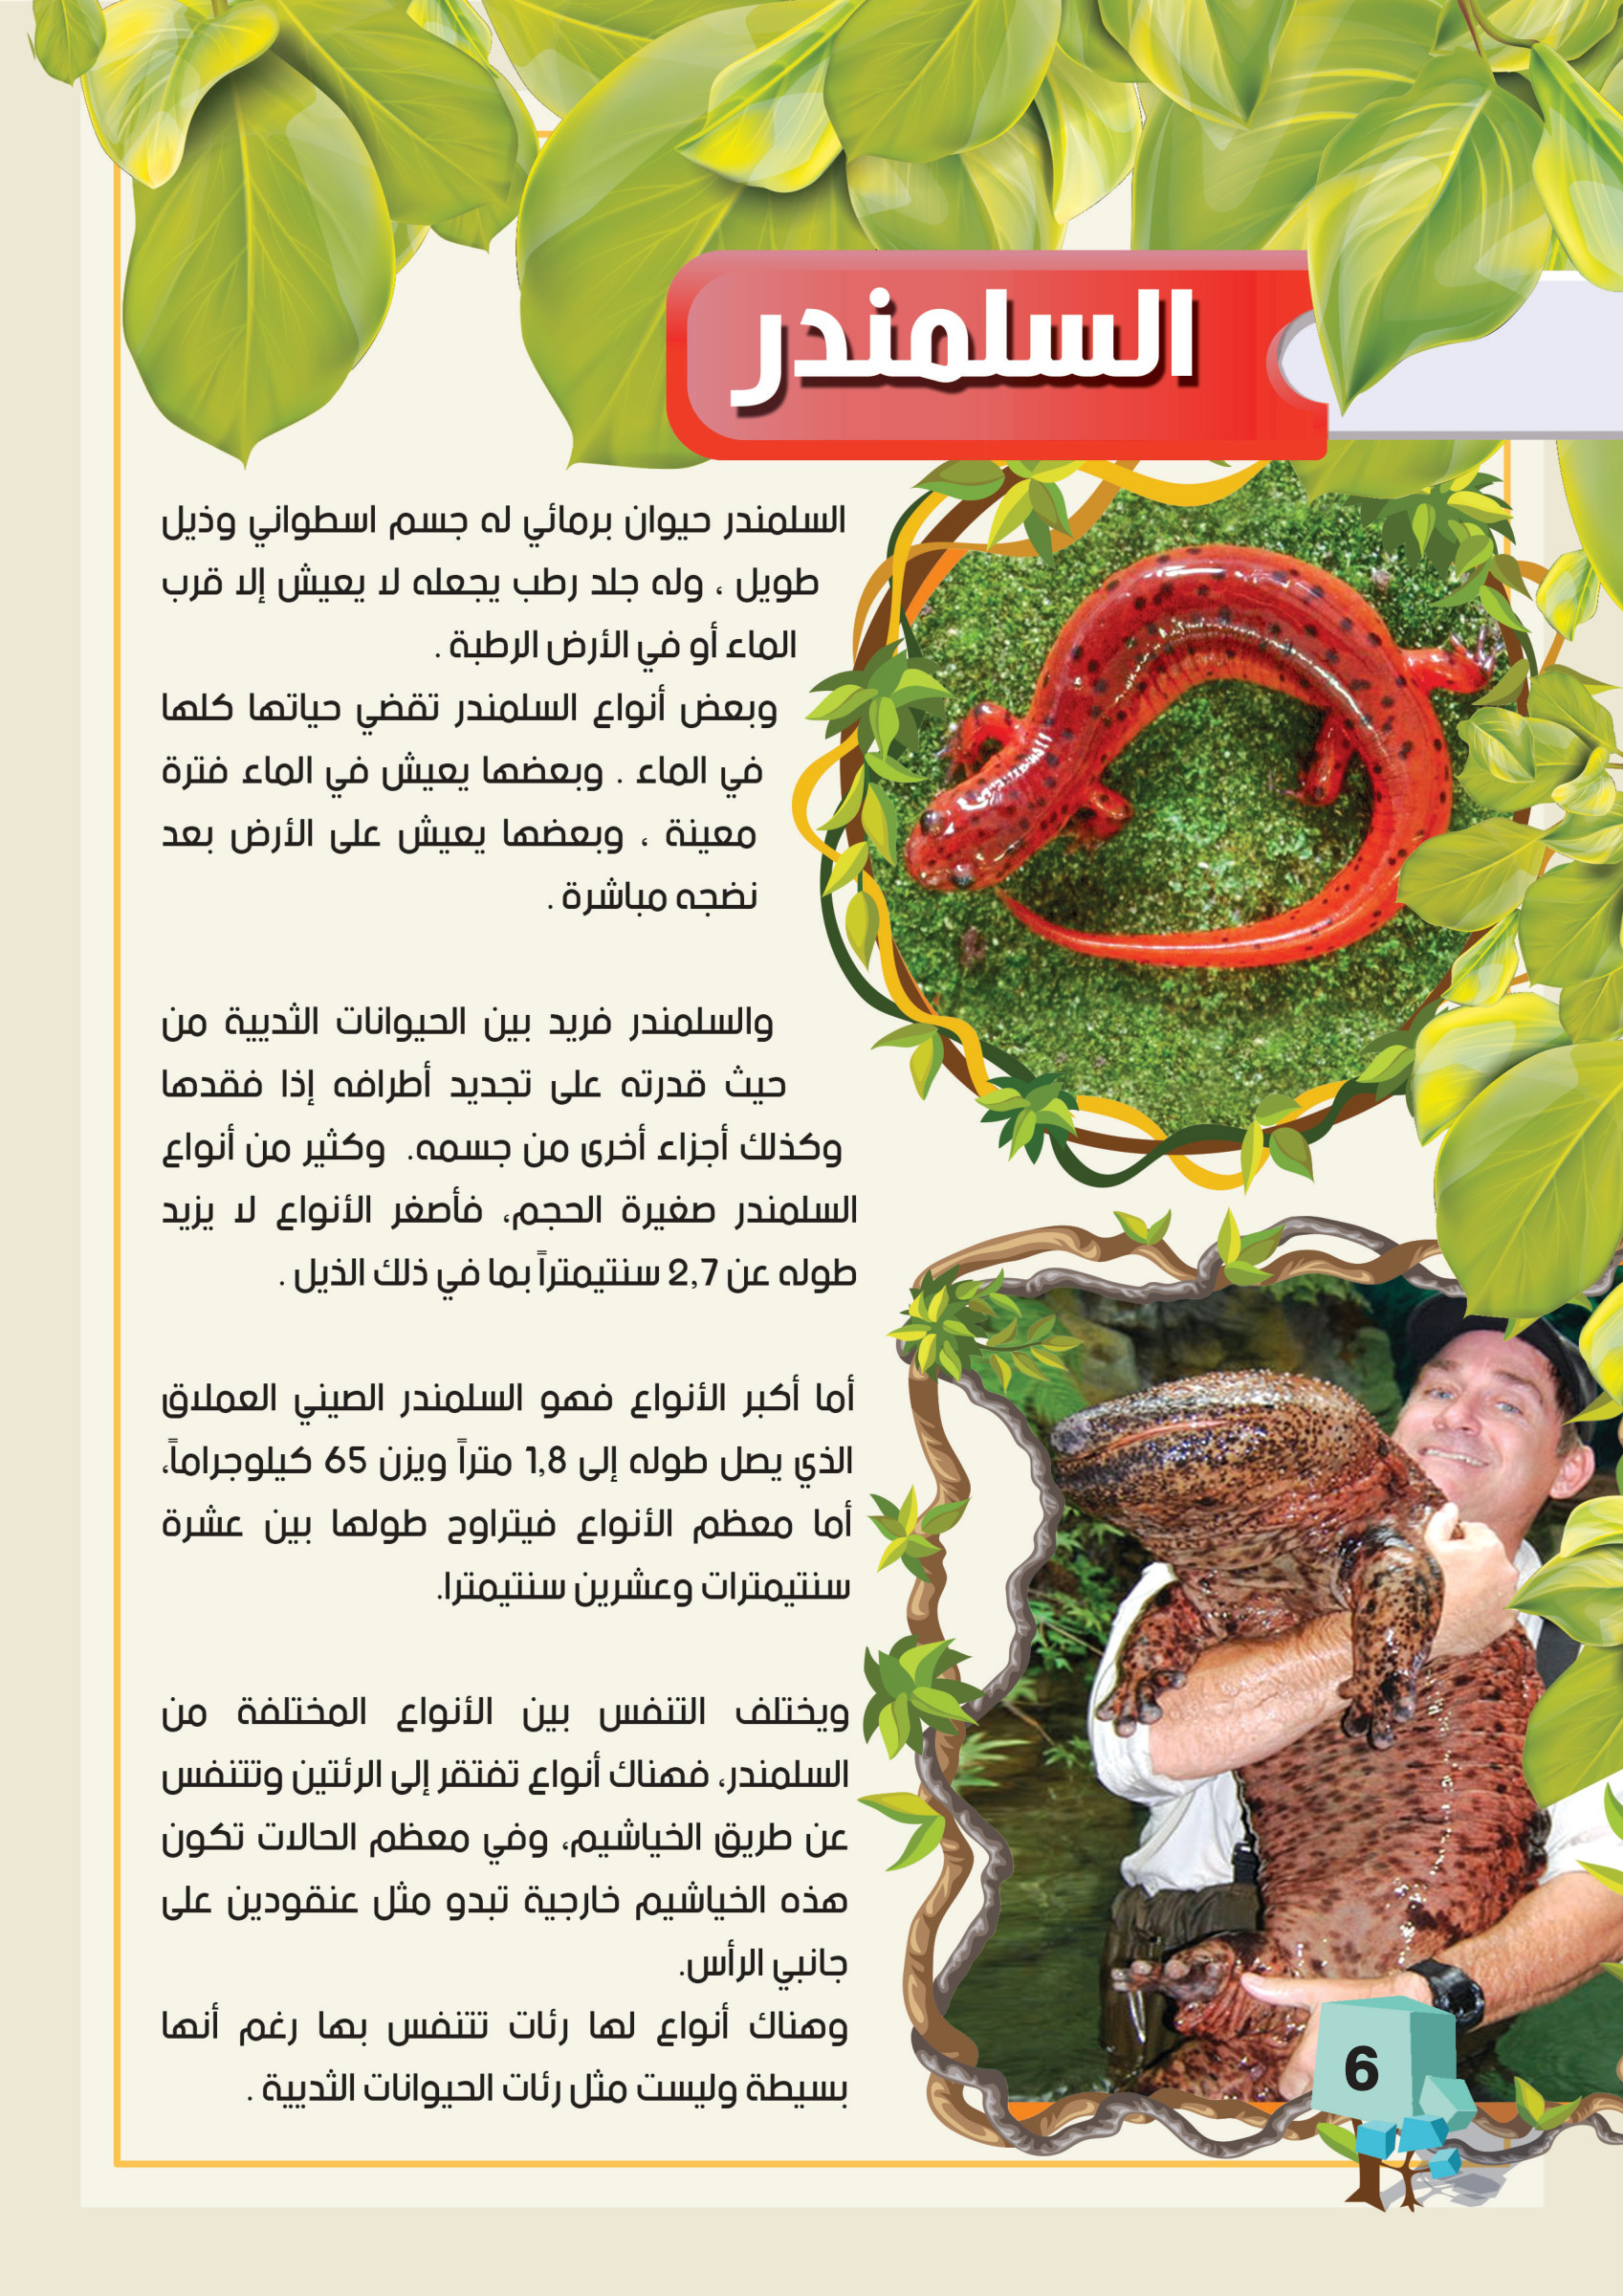 السلمندر
السلمندر حيوان برمائي له جسم اسطواني وذيل
طويل ، وله جلد رطب يجعله لا يعيش إلا قرب
الماء أو في الأرض الرطبة .
وبعض أنواع السلمندر تقضي حياتها كلها
في الماء . وبعضها يعيش في الماء فترة
معينة ، وبعضها يعيش على الأرض بعد
نضجه مباشرة .
والسلمندر فريد بين الحيوانات الثديية من
حيث قدرته على تجديد أطرافه إذا فقدها
وكذلك أجزاء أخرى من جسمه. وكثير من أنواع
السلمندر صغيرة الحجم، فأصغر الأنواع لا يزيد
طوله عن 2,7 سنتيمتراً بما في ذلك الذيل .
أما أكبر الأنواع فهو السلمندر الصيني العملاق
الذي يصل طوله إلى 1,8 متراً ويزن 65 كيلوجراماً،
أما معظم الأنواع فيتراوح طولها بين عشرة
سنتيمترات وعشرين سنتيمترا.
ويختلف التنفس بين الأنواع المختلفة من
السلمندر، فهناك أنواع تفتقر إلى الرئتين وتتنفس
عن طريق الخياشيم، وفي معظم الحالات تكون
هذه الخياشيم خارجية تبدو مثل عنقودين على
جانبي الرأس.
وهناك أنواع لها رئات تتنفس بها رغم أنها
بسيطة وليست مثل رئات الحيوانات الثديية .
6